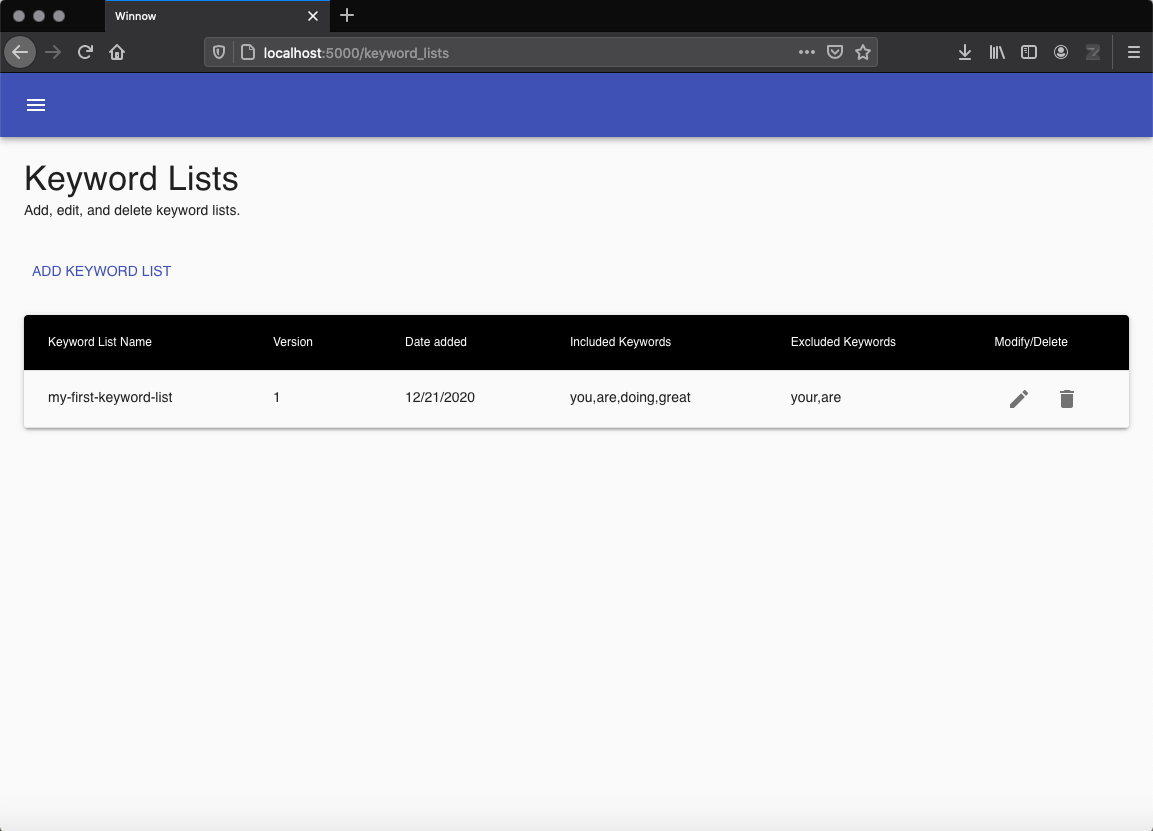 Winnow
localhost:5000/keyword_lists
Keyword Lists
Add, edit, and delete keyword lists.
ADD KEYWORD LIST
Keyword List Name Version Date added Included Keywords Excluded Keywords Modify/Delete
my-first-keyword-list 1 12/21/2020 you,are,doing,great your,are